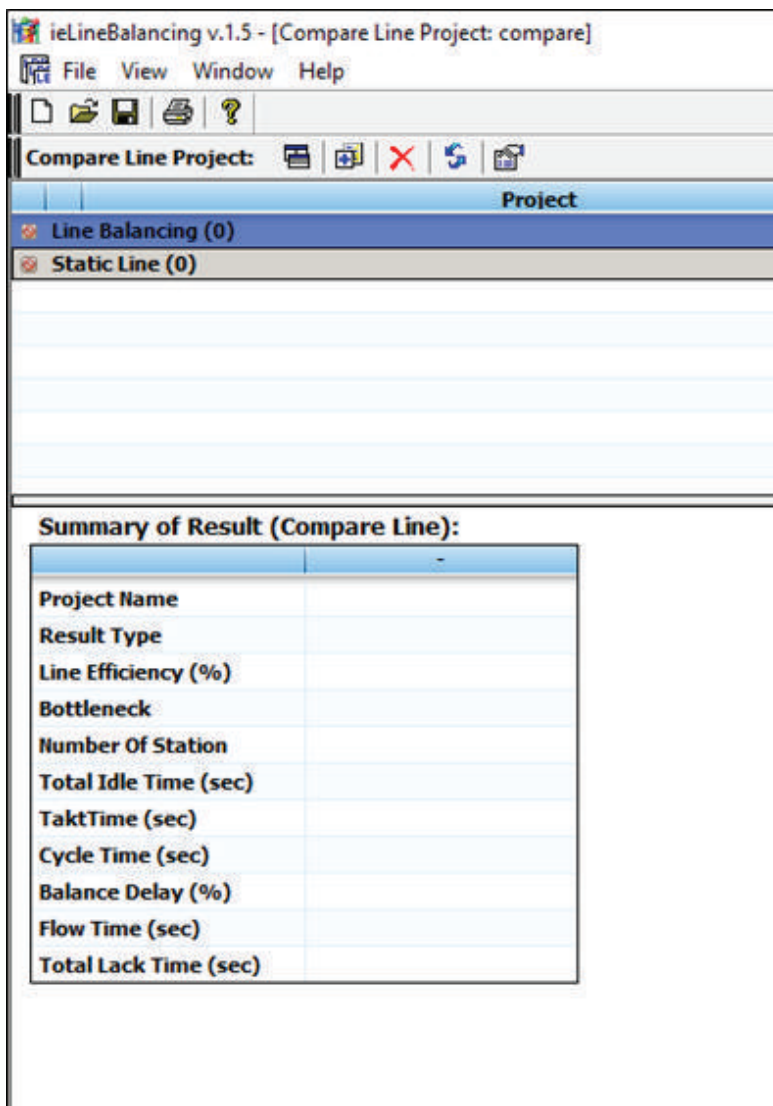 ieLineBalancing v.1.5 - [Compare Line Project: compare]
File View Window Help
Compare Line Project:
Project
Line Balancing (0)
Static Line (0)
Summary of Result (Compare Line):
-
Project Name
Result Type
Line Efficiency (%)
Bottleneck
Number Of Station
Total Idle Time (sec)
TaktTime (sec)
Cycle Time (sec)
Balance Delay (%)
Flow Time (sec)
Total Lack Time (sec)